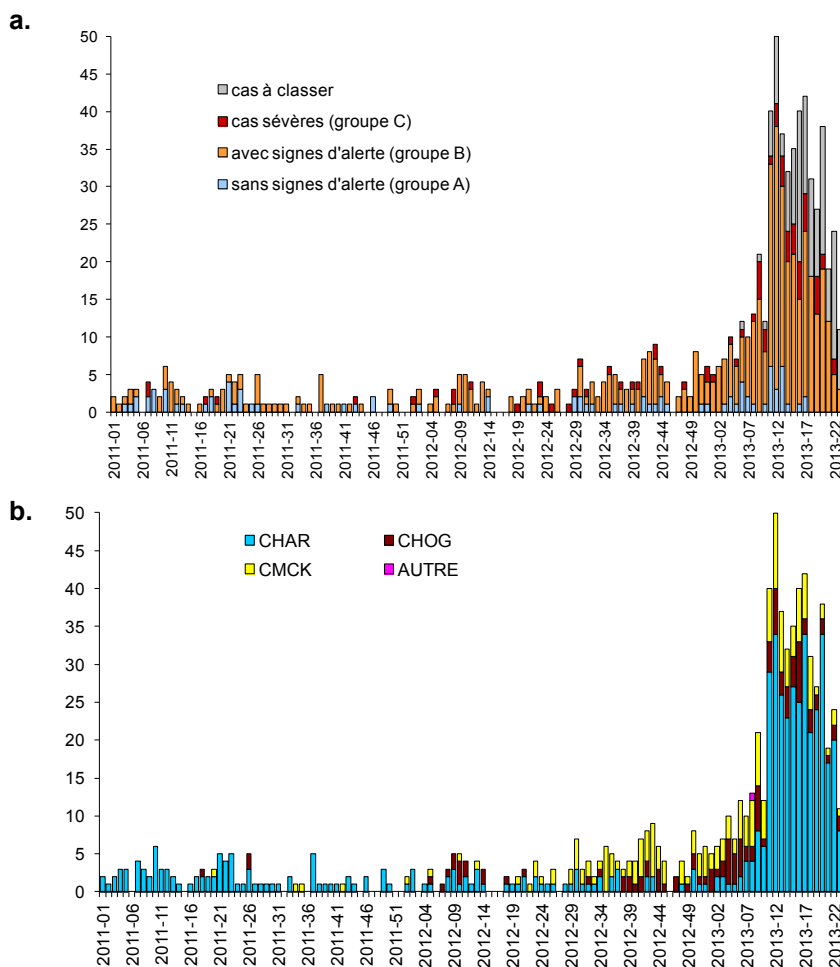 a.
50
45
40
35
30
25
20
15
10
5
0
cas à classer
cas sévères (groupe C)
avec signes d'alerte (groupe B)
sans signes d'alerte (groupe A)
2011-01 2011-06 2011-11 2011-16 2011-21 2011-26 2011-31 2011-36 2011-41 2011-46 2011-51 2012-04 2012-09 2012-14 2012-19 2012-24 2012-29 2012-34 2012-39 2012-44 2012-49 2013-02 2013-07 2013-12 2013-17 2013-22
b.
50
45
40
35
30
25
20
15
10
5
0
CHAR CHOG
CMCK AUTRE
2011-01 2011-06 2011-11 2011-16 2011-21 2011-26 2011-31 2011-36 2011-41 2011-46 2011-51 2012-04 2012-09 2012-14 2012-19 2012-24 2012-29 2012-34 2012-39 2012-44 2012-49 2013-02 2013-07 2013-12 2013-17 2013-22